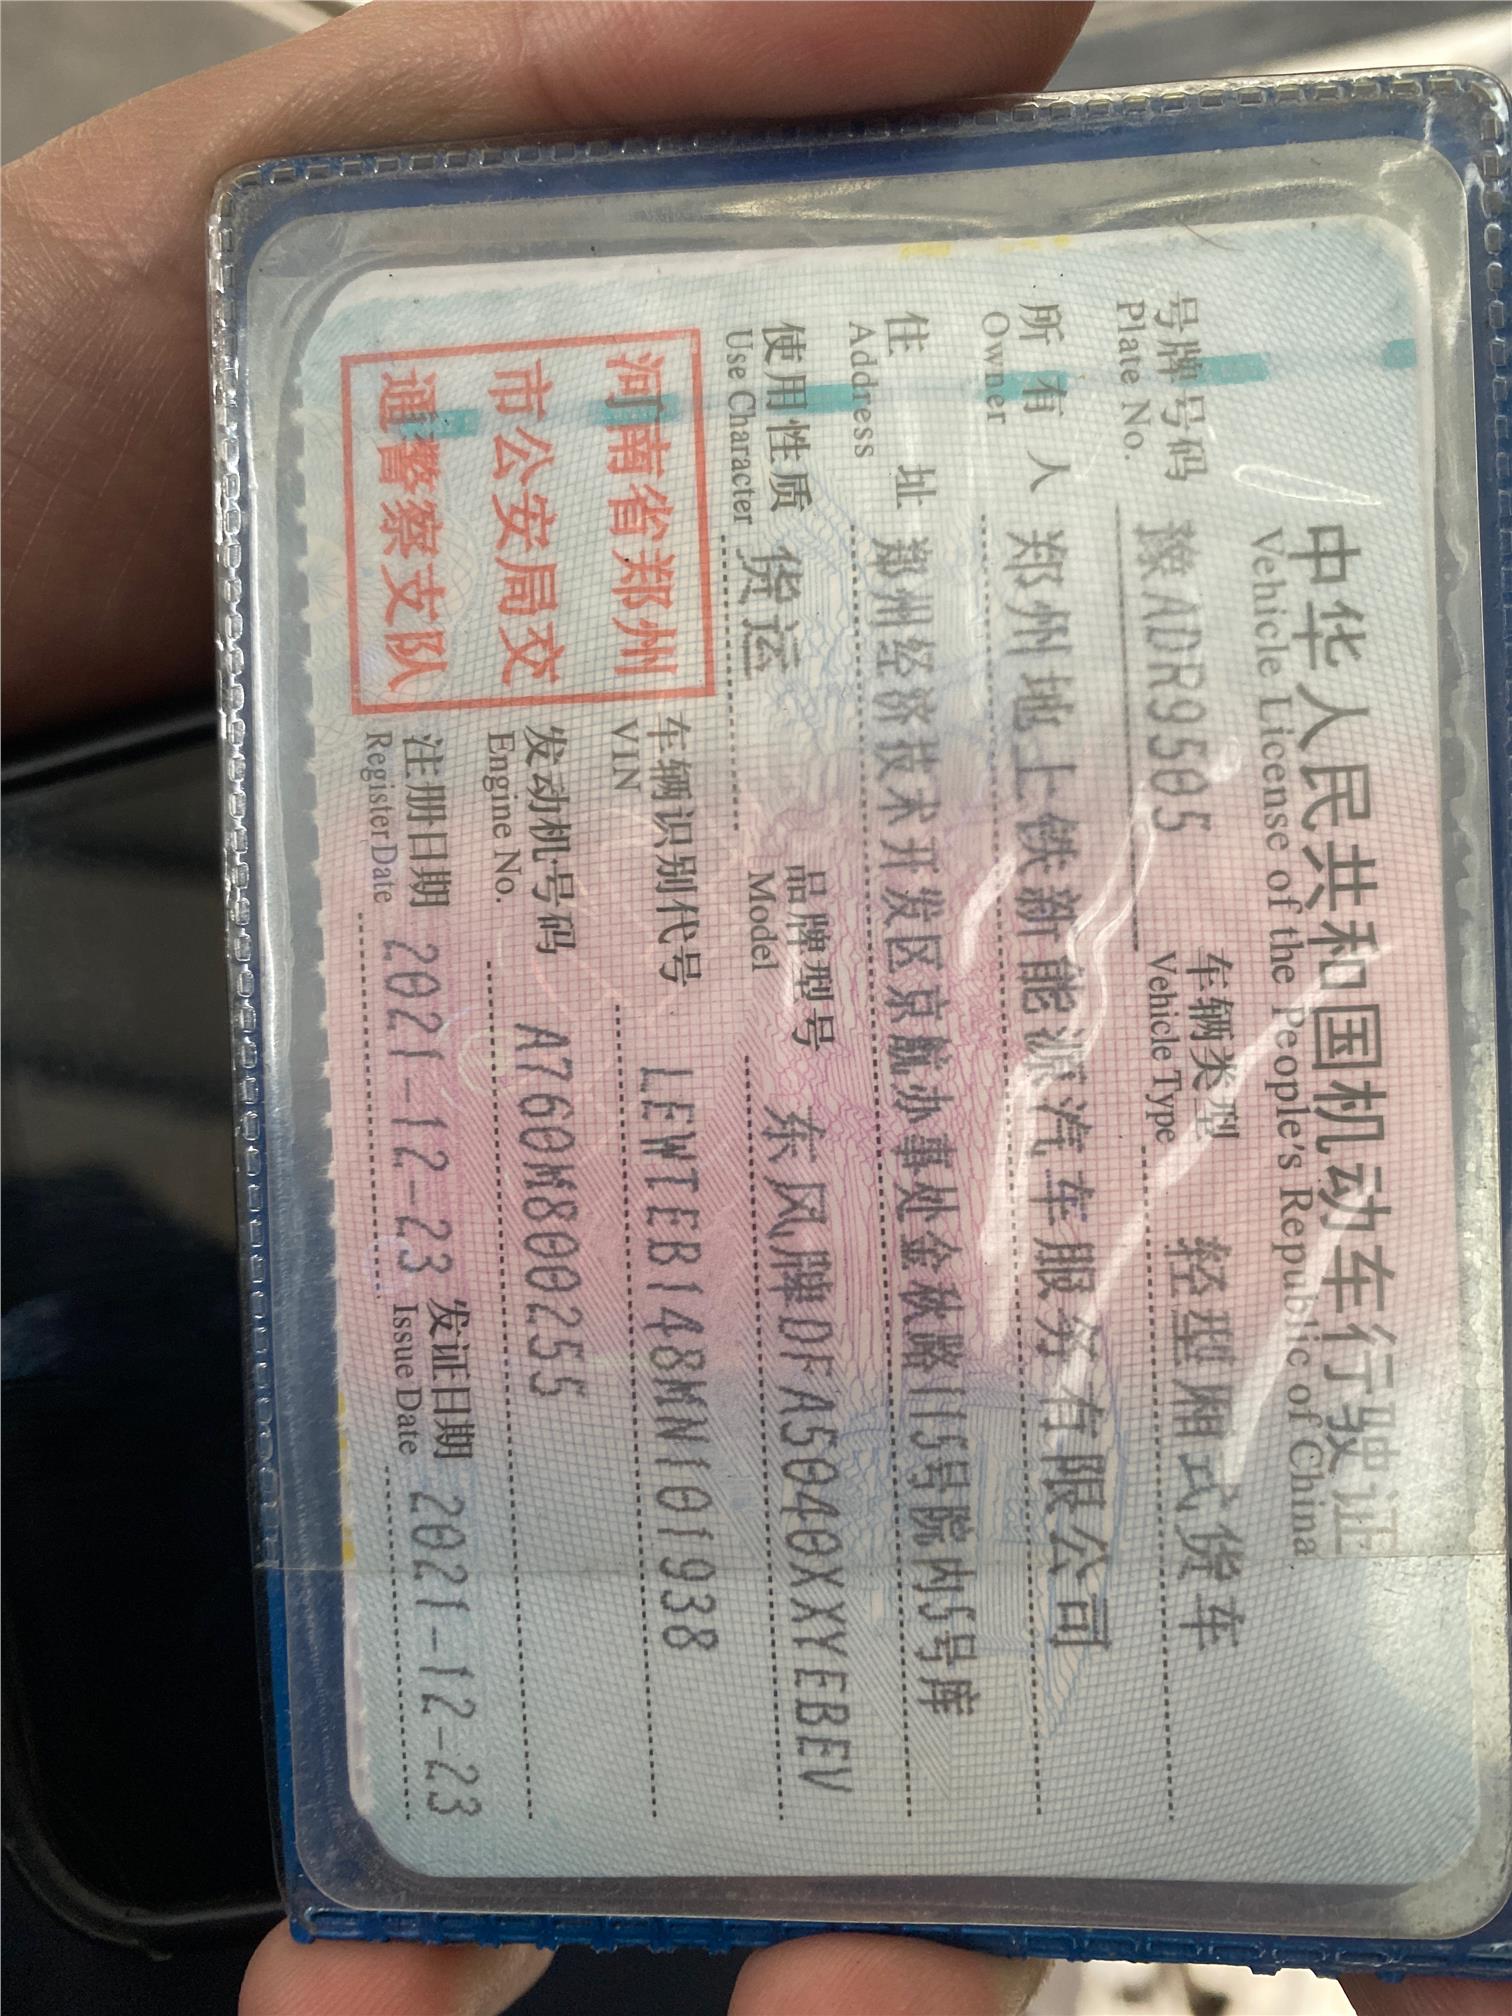 中华人民共和国机动车行驶证
Vehicle License of the People's Republic of China
号牌号码 豫ADR9505 车辆类型 轻型厢式货车
Plate No. Vehicle Type
所有人 郑州地上铁新能源汽车服务有限公司
Owner
住址 郑州经济技术开发区京航办事处金秋路115号院内5号库
Address
使用性质 货运 品牌型号 东风牌DFA5040XXYEBEV
Use Character Model
河南省郑州
市公安局交
通警察支队
车辆识别代号 LEWTEB148MN101938
VIN
发动机号码 A760M800255
Engine No.
注册日期 2021-12-23 发证日期 2021-12-23
Register Date Issue Date